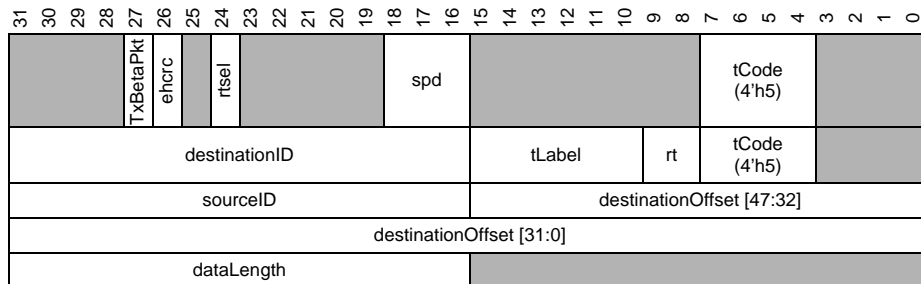 31 30 29 28 27 26 25 24 23 22 21 20 19 18 17 16 15 14 13 12 11 10 9 8 7 6 5 4 3 2 1 0
TxBetaPkt ehcrc rtsel spd tCode
(4'h5)
destinationID tLabel rt tCode
(4'h5)
sourceID destinationOffset [47:32]
destinationOffset [31:0]
dataLength